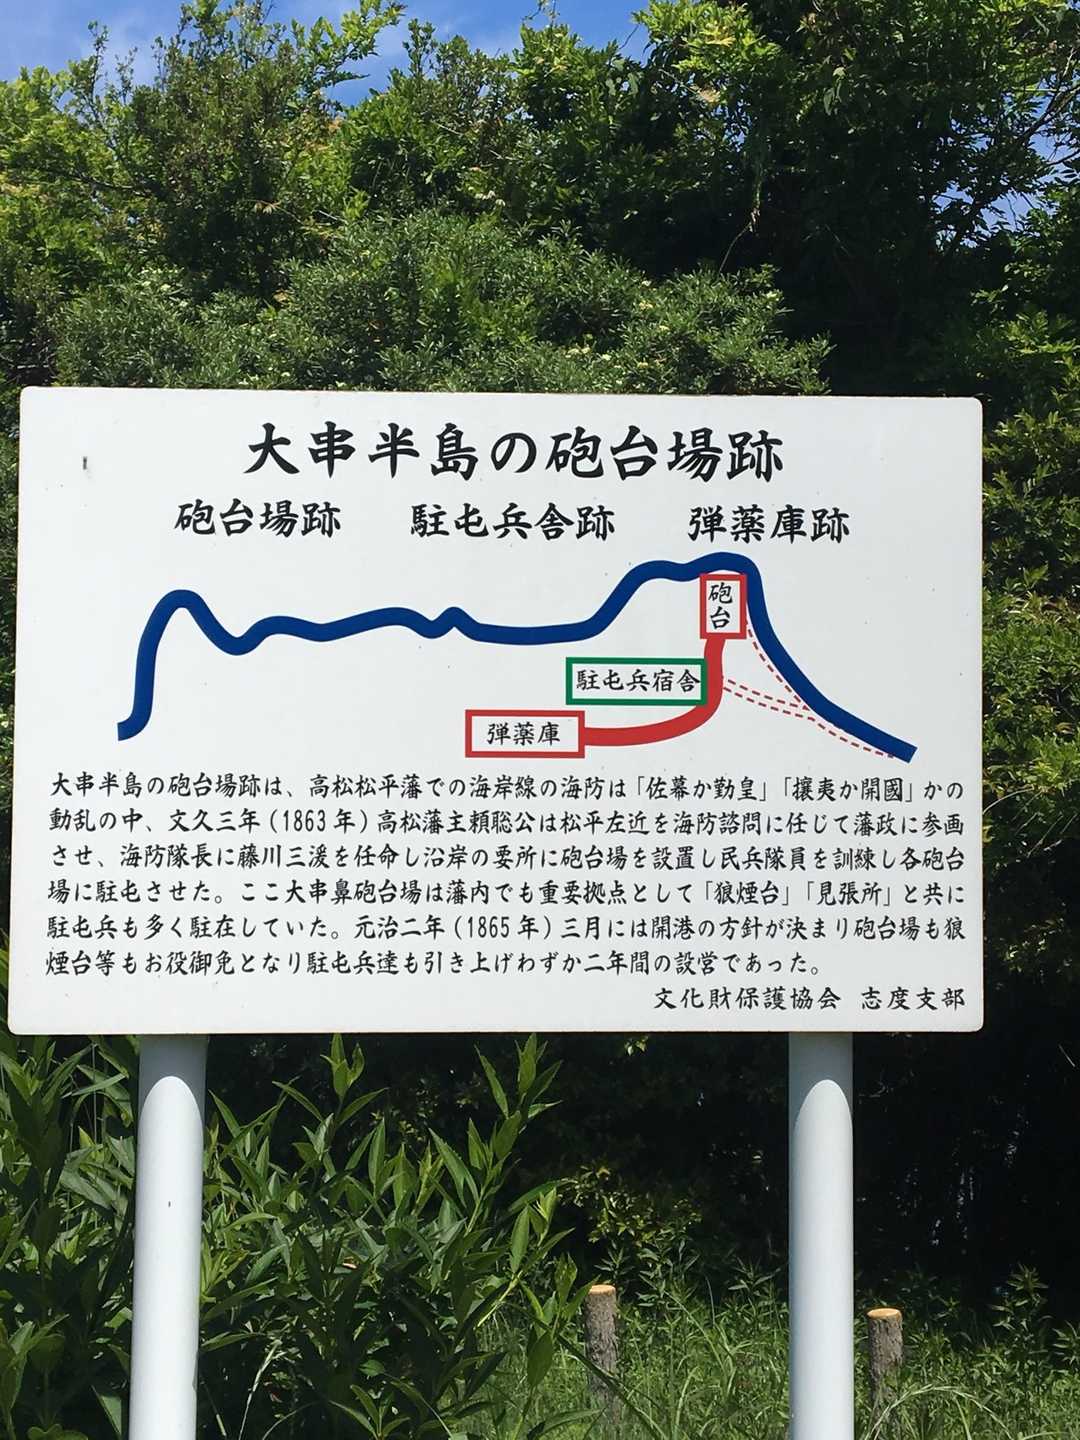 大串半島の砲台場跡
砲台場跡 駐屯兵舎跡 弾薬庫跡
砲台
駐屯兵宿舎
弾薬庫
大串半島の砲台場跡は、高松松平藩での海岸線の海防は「佐幕か勤皇」「攘夷か開國」かの
動乱の中、文久三年(1863年)高松藩主頼聡公は松平左近を海防諮問に任じて藩政に参画
させ、海防隊長に藤川三溪を任命し沿岸の要所に砲台場を設置し民兵隊員を訓練し各砲台
場に駐屯させた。ここ大串鼻砲台場は藩内でも重要拠点として「狼煙台」「見張所」と共に
駐屯兵も多く駐在していた。元治二年(1865年)三月には開港の方針が決まり砲台場も狼
煙台等もお役御免となり駐屯兵達も引き上げわずか二年間の設営であった。
文化財保護協会 志度支部